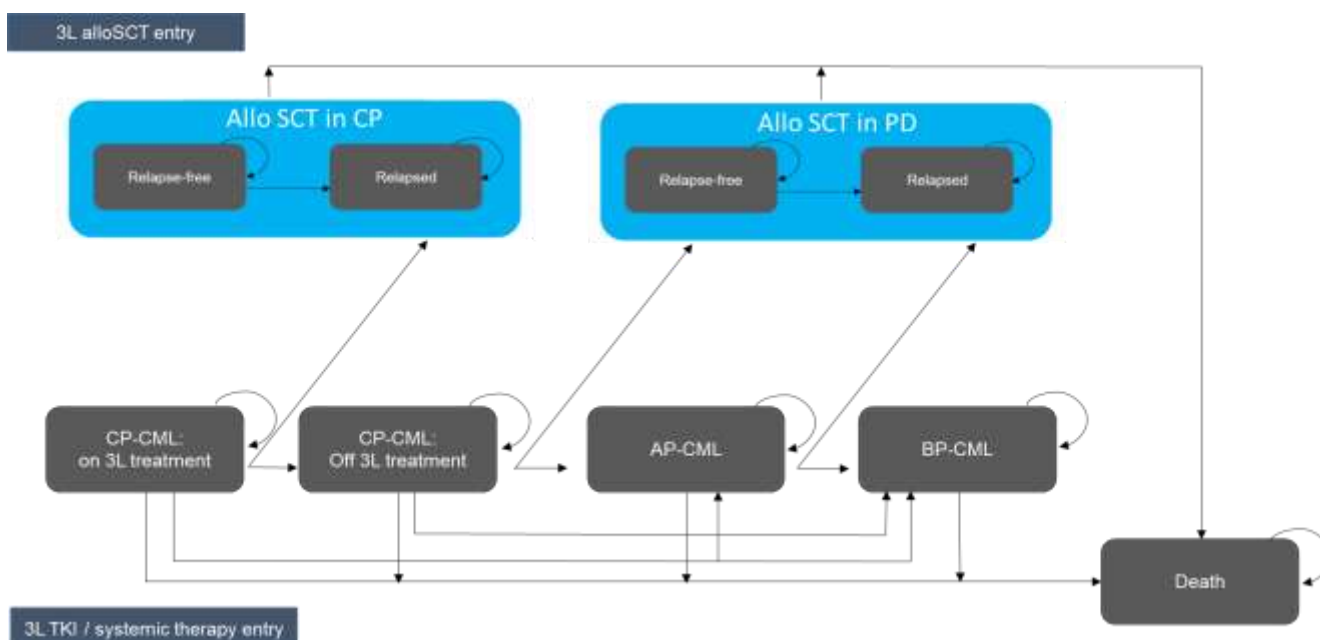 3L alloSCT entry
Allo SCT in CP
Relapse-free
Relapsed
Allo SCT in PD
Relapse-free
Relapsed
CP-CML:
on 3L treatment
CP-CML:
Off 3L treatment
AP-CML
BP-CML
Death
3L TKI / systemic therapy entry